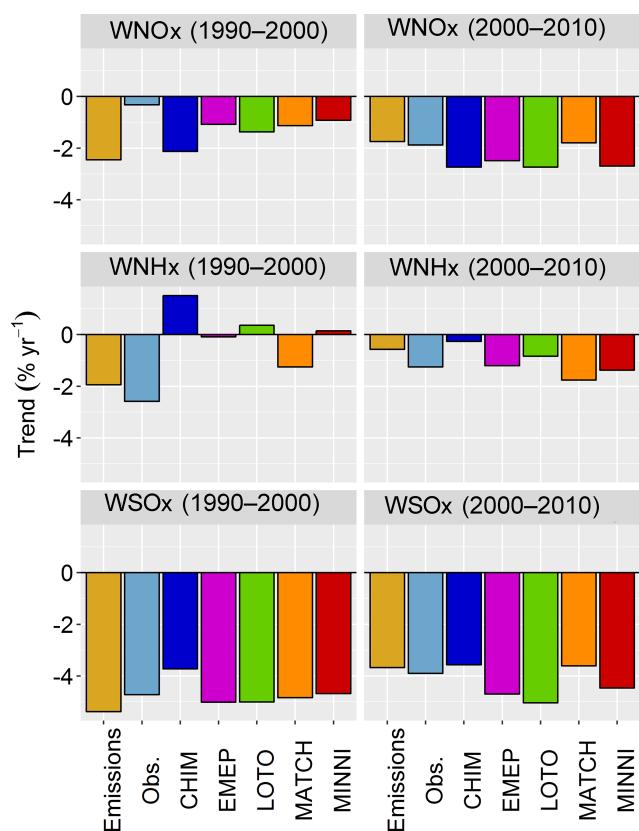 WNOx (1990–2000)
WNOx (2000–2010)
0
-2
-4
WNHx (1990–2000)
WNHx (2000–2010)
0
-2
-4
Trend (% yr⁻¹)
WSOx (1990–2000)
WSOx (2000–2010)
0
-2
-4
Emissions
Obs.
CHIM
EMEP
LOTO
MATCH
MINNI
Emissions
Obs.
CHIM
EMEP
LOTO
MATCH
MINNI